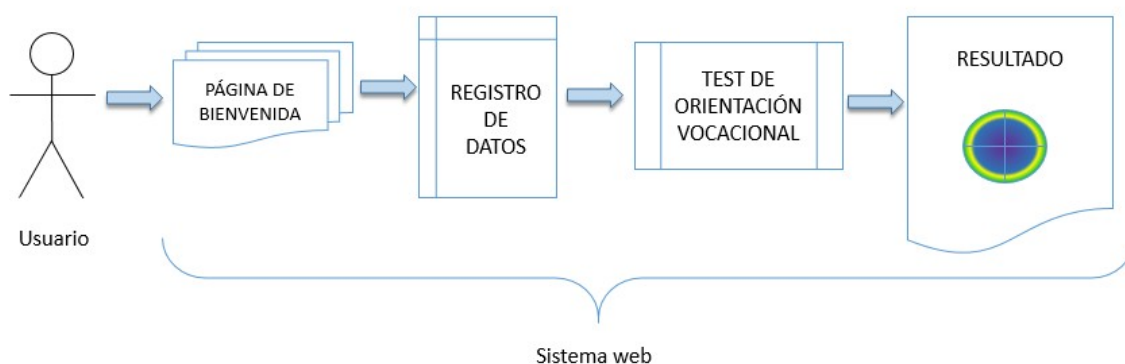 Usuario
PÁGINA DE
BIENVENIDA
REGISTRO
DE
DATOS
TEST DE
ORIENTACIÓN
VOCACIONAL
RESULTADO
Sistema web